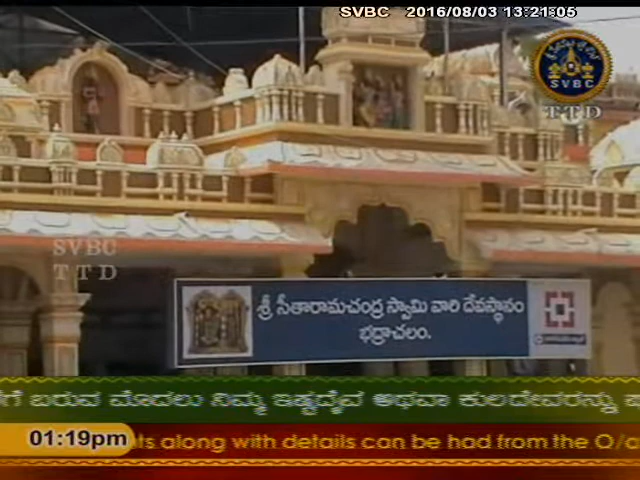 SVBC 2016/08/03 13:21:05
SVBC
TTD
SVBC
TTD
శ్రీ సీతారామచంద్ర స్వామి వారి దేవస్థానం
భద్రాచలం.
ಗೆ ಬರುವ ಮೊದಲು ನಿಮ್ಮ ಇಷ್ಟದೈವ ಅಥವಾ ಕುಲದೇವರನ್ನು
01:19pm
ts along with details can be had from the O/